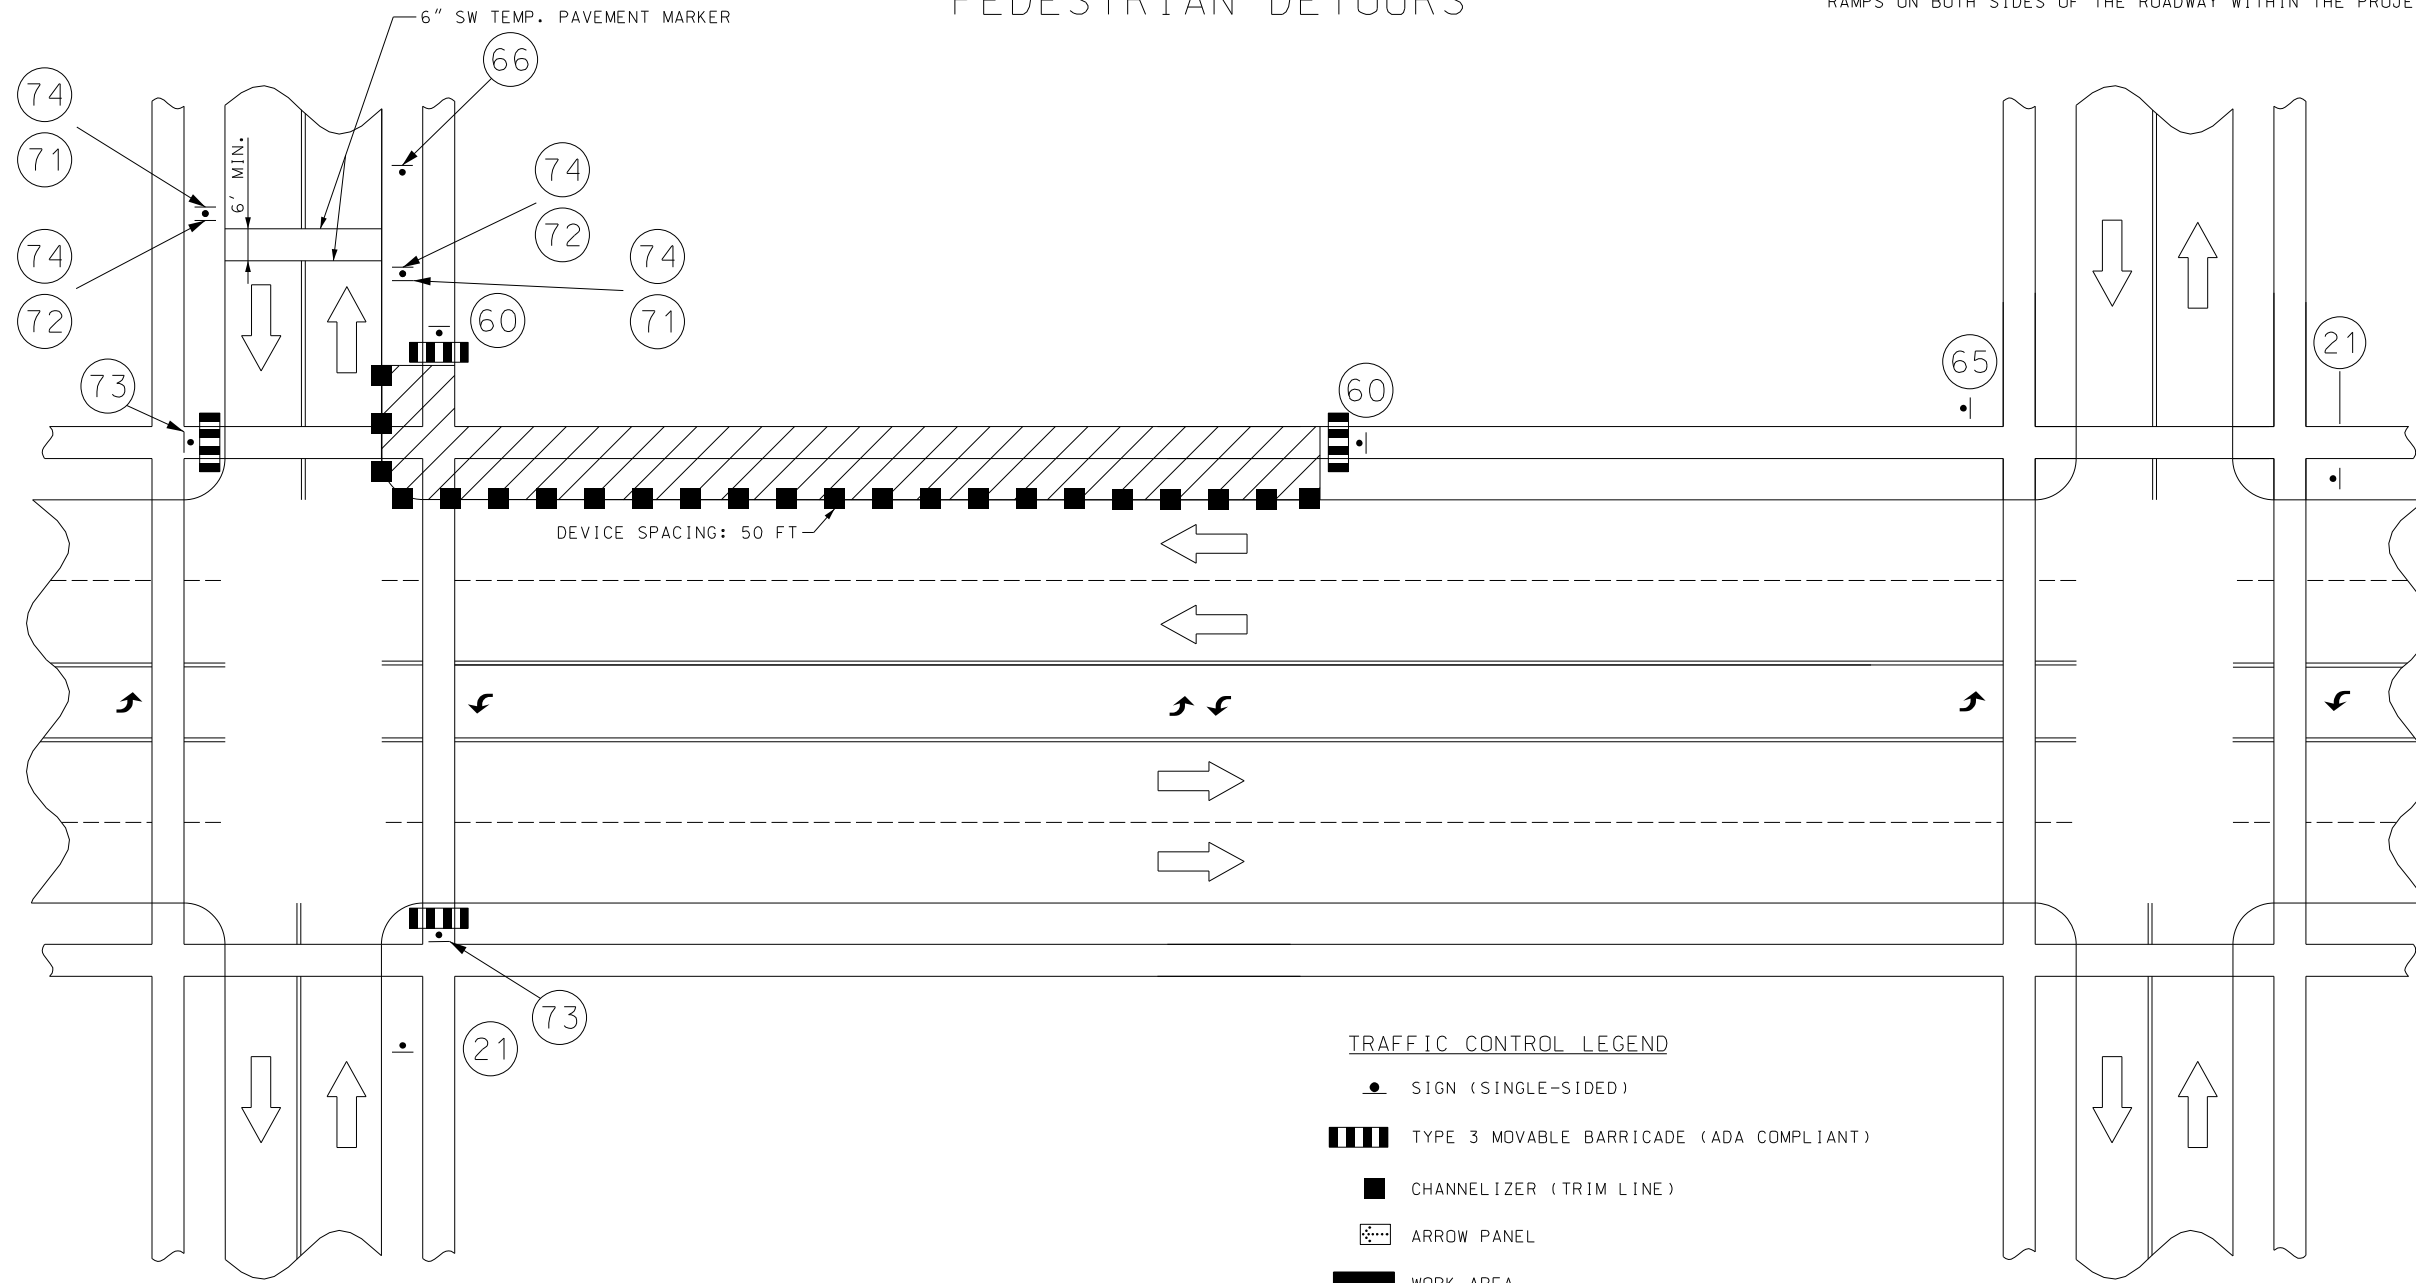 PEDESTRIAN DETOURS
RAMPS ON BOTH SIDES OF THE ROADWAY WITHIN THE
6" SW TEMP. PAVEMENT MARKER
66
74
71
6' MIN.
74
72
74
72
74
71
60
73
60
65
21
DEVICE SPACING: 50 FT
73
21
TRAFFIC CONTROL LEGEND
SIGN (SINGLE-SIDED)
TYPE 3 MOVABLE BARRICADE (ADA COMPLIANT)
CHANNELIZER (TRIM LINE)
ARROW PANEL
WORK AREA